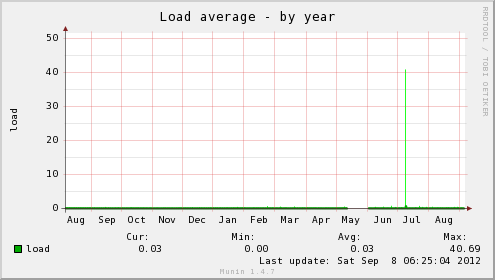 Load average - by year
RRDTOOL / TOBI OETIKER
load
50
40
30
20
10
0
Aug Sep Oct Nov Dec Jan Feb Mar Apr May Jun Jul Aug
Cur: Min: Avg: Max:
load 0.03 0.00 0.03 40.69
Last update: Sat Sep 8 06:25:04 2012
Munin 1.4.7